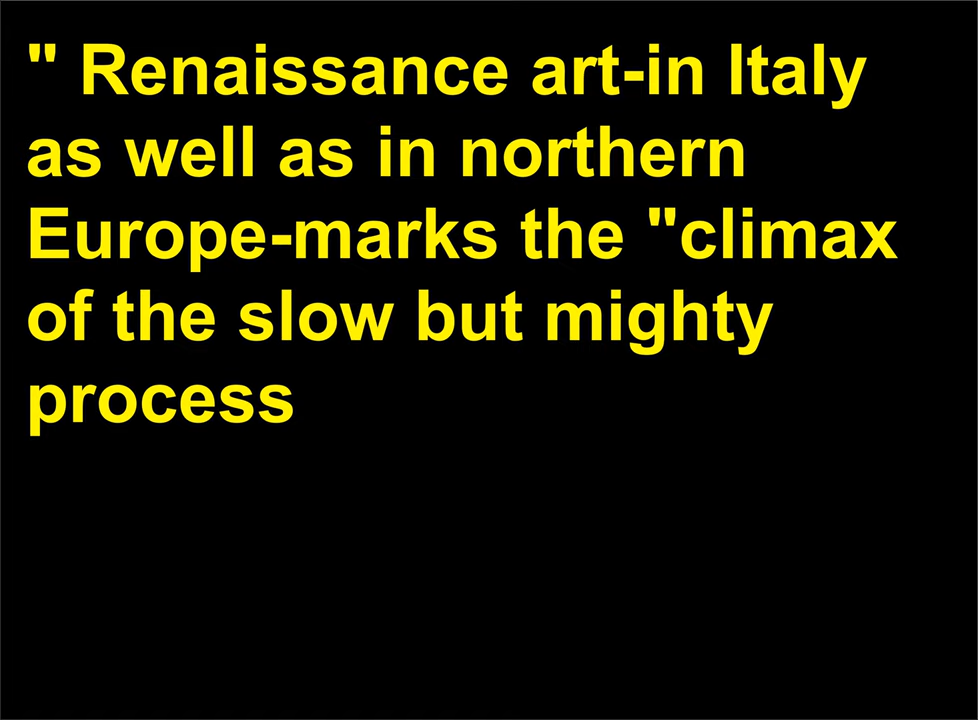 " Renaissance art-in Italy
as well as in northern
Europe-marks the "climax
of the slow but mighty
process